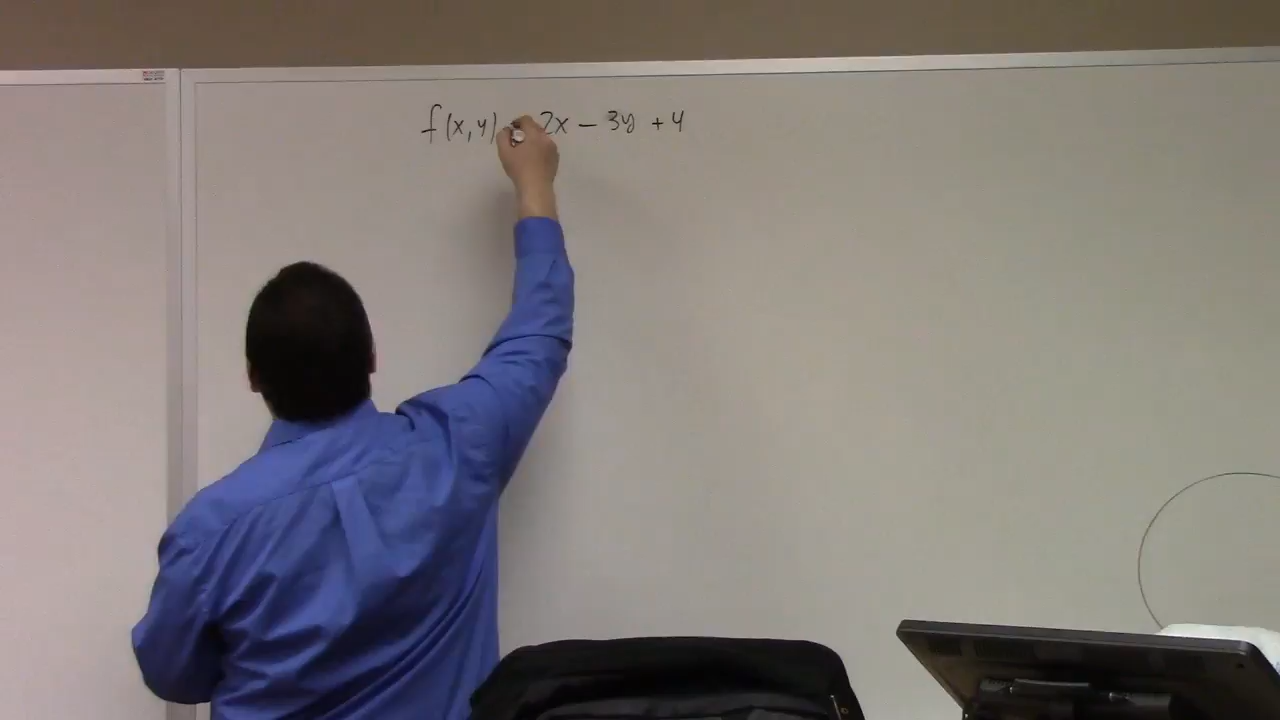 f(x,y) = 2x - 3y + 4